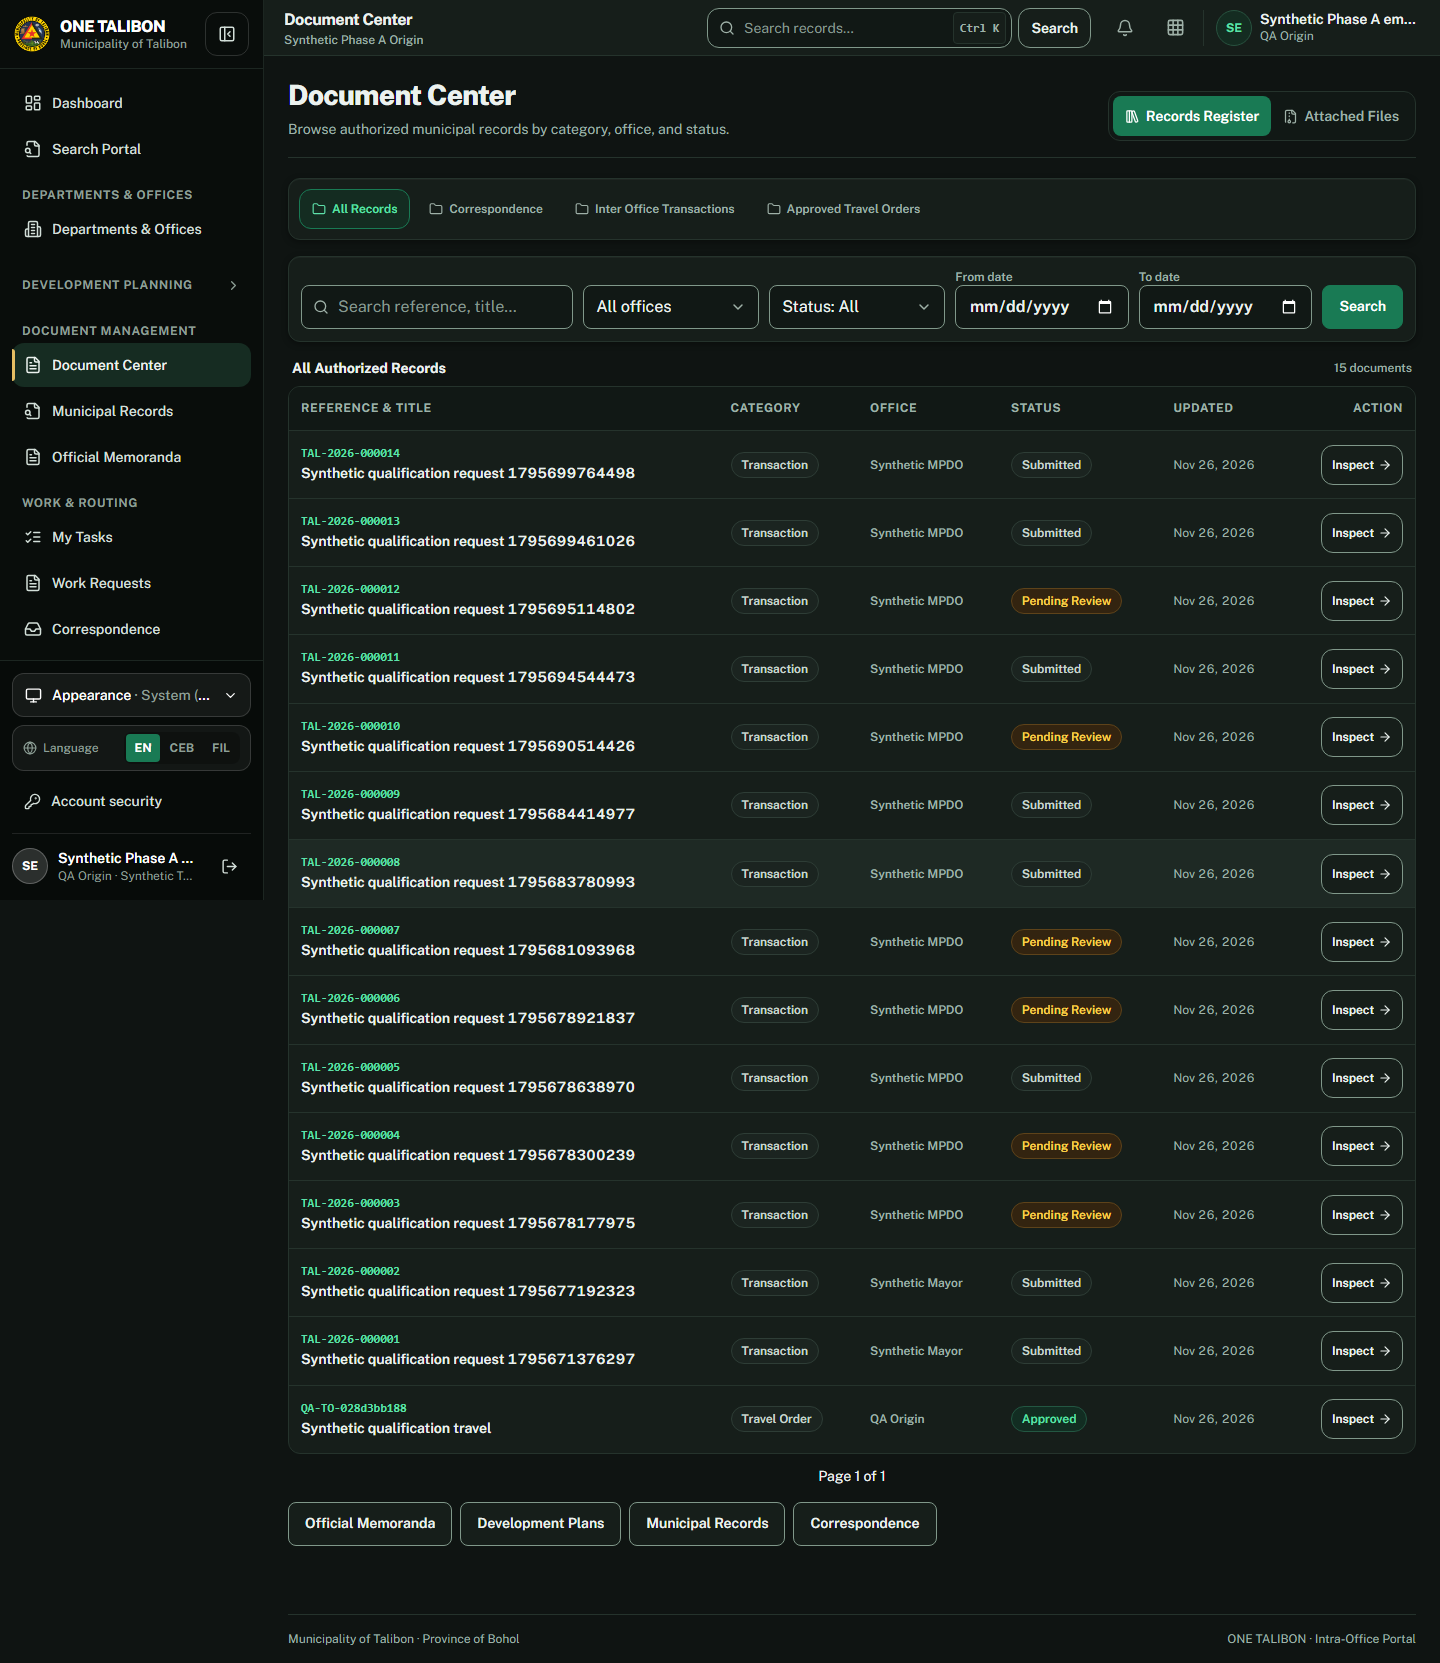 ONE TALIBON
Municipality of Talibon
Dashboard
Search Portal
DEPARTMENTS & OFFICES
Departments & Offices
DEVELOPMENT PLANNING
DOCUMENT MANAGEMENT
Document Center
Municipal Records
Official Memoranda
WORK & ROUTING
My Tasks
Work Requests
Correspondence
Appearance · System (...
Language EN CEB FIL
Account security
SE Synthetic Phase A ...
QA Origin · Synthetic T...
Document Center
Synthetic Phase A Origin
Search records... Ctrl K Search
SE Synthetic Phase A em...
QA Origin
Document Center
Browse authorized municipal records by category, office, and status.
Records Register Attached Files
All Records Correspondence Inter Office Transactions Approved Travel Orders
From date To date
Search reference, title... All offices Status: All mm/dd/yyyy mm/dd/yyyy Search
All Authorized Records 15 documents
REFERENCE & TITLE CATEGORY OFFICE STATUS UPDATED ACTION
TAL-2026-000014
Synthetic qualification request 1795699764498 Transaction Synthetic MPDO Submitted Nov 26, 2026 Inspect →
TAL-2026-000013
Synthetic qualification request 1795699461026 Transaction Synthetic MPDO Submitted Nov 26, 2026 Inspect →
TAL-2026-000012
Synthetic qualification request 1795695114802 Transaction Synthetic MPDO Pending Review Nov 26, 2026 Inspect →
TAL-2026-000011
Synthetic qualification request 1795694544473 Transaction Synthetic MPDO Submitted Nov 26, 2026 Inspect →
TAL-2026-000010
Synthetic qualification request 1795690514426 Transaction Synthetic MPDO Pending Review Nov 26, 2026 Inspect →
TAL-2026-000009
Synthetic qualification request 1795684414977 Transaction Synthetic MPDO Submitted Nov 26, 2026 Inspect →
TAL-2026-000008
Synthetic qualification request 1795683780993 Transaction Synthetic MPDO Submitted Nov 26, 2026 Inspect →
TAL-2026-000007
Synthetic qualification request 1795681093968 Transaction Synthetic MPDO Pending Review Nov 26, 2026 Inspect →
TAL-2026-000006
Synthetic qualification request 1795678921837 Transaction Synthetic MPDO Pending Review Nov 26, 2026 Inspect →
TAL-2026-000005
Synthetic qualification request 1795678638970 Transaction Synthetic MPDO Submitted Nov 26, 2026 Inspect →
TAL-2026-000004
Synthetic qualification request 1795678300239 Transaction Synthetic MPDO Pending Review Nov 26, 2026 Inspect →
TAL-2026-000003
Synthetic qualification request 1795678177975 Transaction Synthetic MPDO Pending Review Nov 26, 2026 Inspect →
TAL-2026-000002
Synthetic qualification request 1795677192323 Transaction Synthetic Mayor Submitted Nov 26, 2026 Inspect →
TAL-2026-000001
Synthetic qualification request 1795671376297 Transaction Synthetic Mayor Submitted Nov 26, 2026 Inspect →
QA-TO-028d3bb188
Synthetic qualification travel Travel Order QA Origin Approved Nov 26, 2026 Inspect →
Page 1 of 1
Official Memoranda Development Plans Municipal Records Correspondence
Municipality of Talibon · Province of Bohol ONE TALIBON · Intra-Office Portal